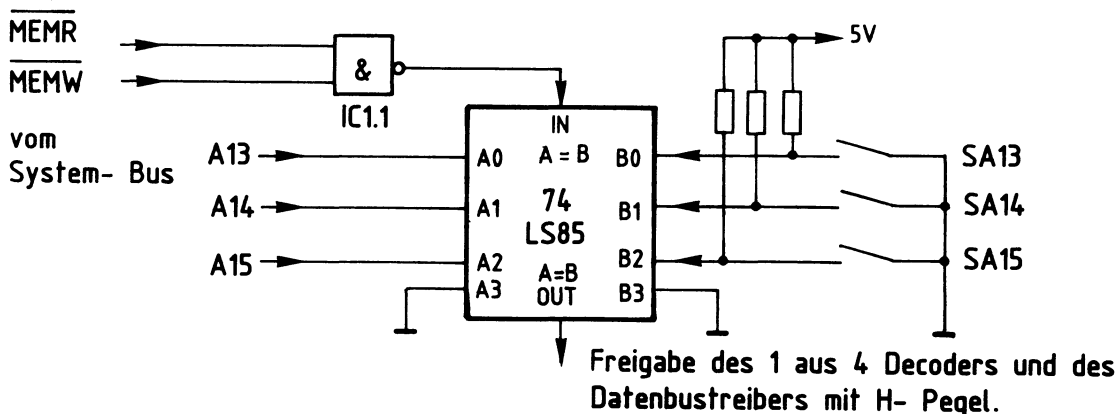 MEMR
MEMW
&
IC1.1
5V
vom
System- Bus
IN
A = B
74
LS85
A=B
OUT
A13
A14
A15
A0
A1
A2
A3
B0
B1
B2
B3
SA13
SA14
SA15
Freigabe des 1 aus 4 Decoders und des
Datenbustreibers mit H- Pegel.